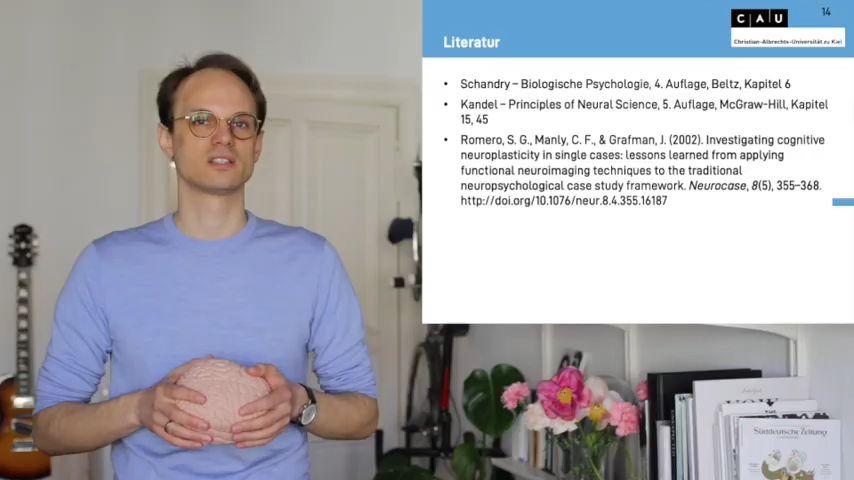 CAU
14
Christian-Albrechts-Universität zu Kiel
Literatur
• Schandry – Biologische Psychologie, 4. Auflage, Beltz, Kapitel 6
• Kandel – Principles of Neural Science, 5. Auflage, McGraw-Hill, Kapitel
15, 45
• Romero, S. G., Manly, C. F., & Grafman, J. (2002). Investigating cognitive
neuroplasticity in single cases: lessons learned from applying
functional neuroimaging techniques to the traditional
neuropsychological case study framework. Neurocase, 8(5), 355–368.
http://doi.org/10.1076/neur.8.4.355.16187
Süddeutsche Zeitung